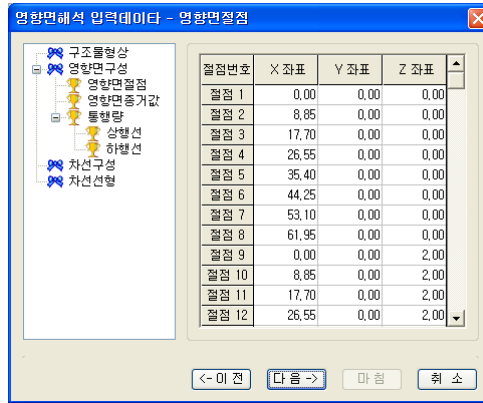 영향면해석 입력데이타 - 영향면절점
구조물형상
영향면구성
영향면절점
영향면종거값
통행량
상행선
하행선
차선구성
차선선형
절점번호 X 좌표 Y 좌표 Z 좌표
절점 1 0,00 0,00 0,00
절점 2 8,85 0,00 0,00
절점 3 17,70 0,00 0,00
절점 4 26,55 0,00 0,00
절점 5 35,40 0,00 0,00
절점 6 44,25 0,00 0,00
절점 7 53,10 0,00 0,00
절점 8 61,95 0,00 0,00
절점 9 0,00 0,00 2,00
절점 10 8,85 0,00 2,00
절점 11 17,70 0,00 2,00
절점 12 26,55 0,00 2,00
<- 이 전 다 음 -> 마 침 취 소